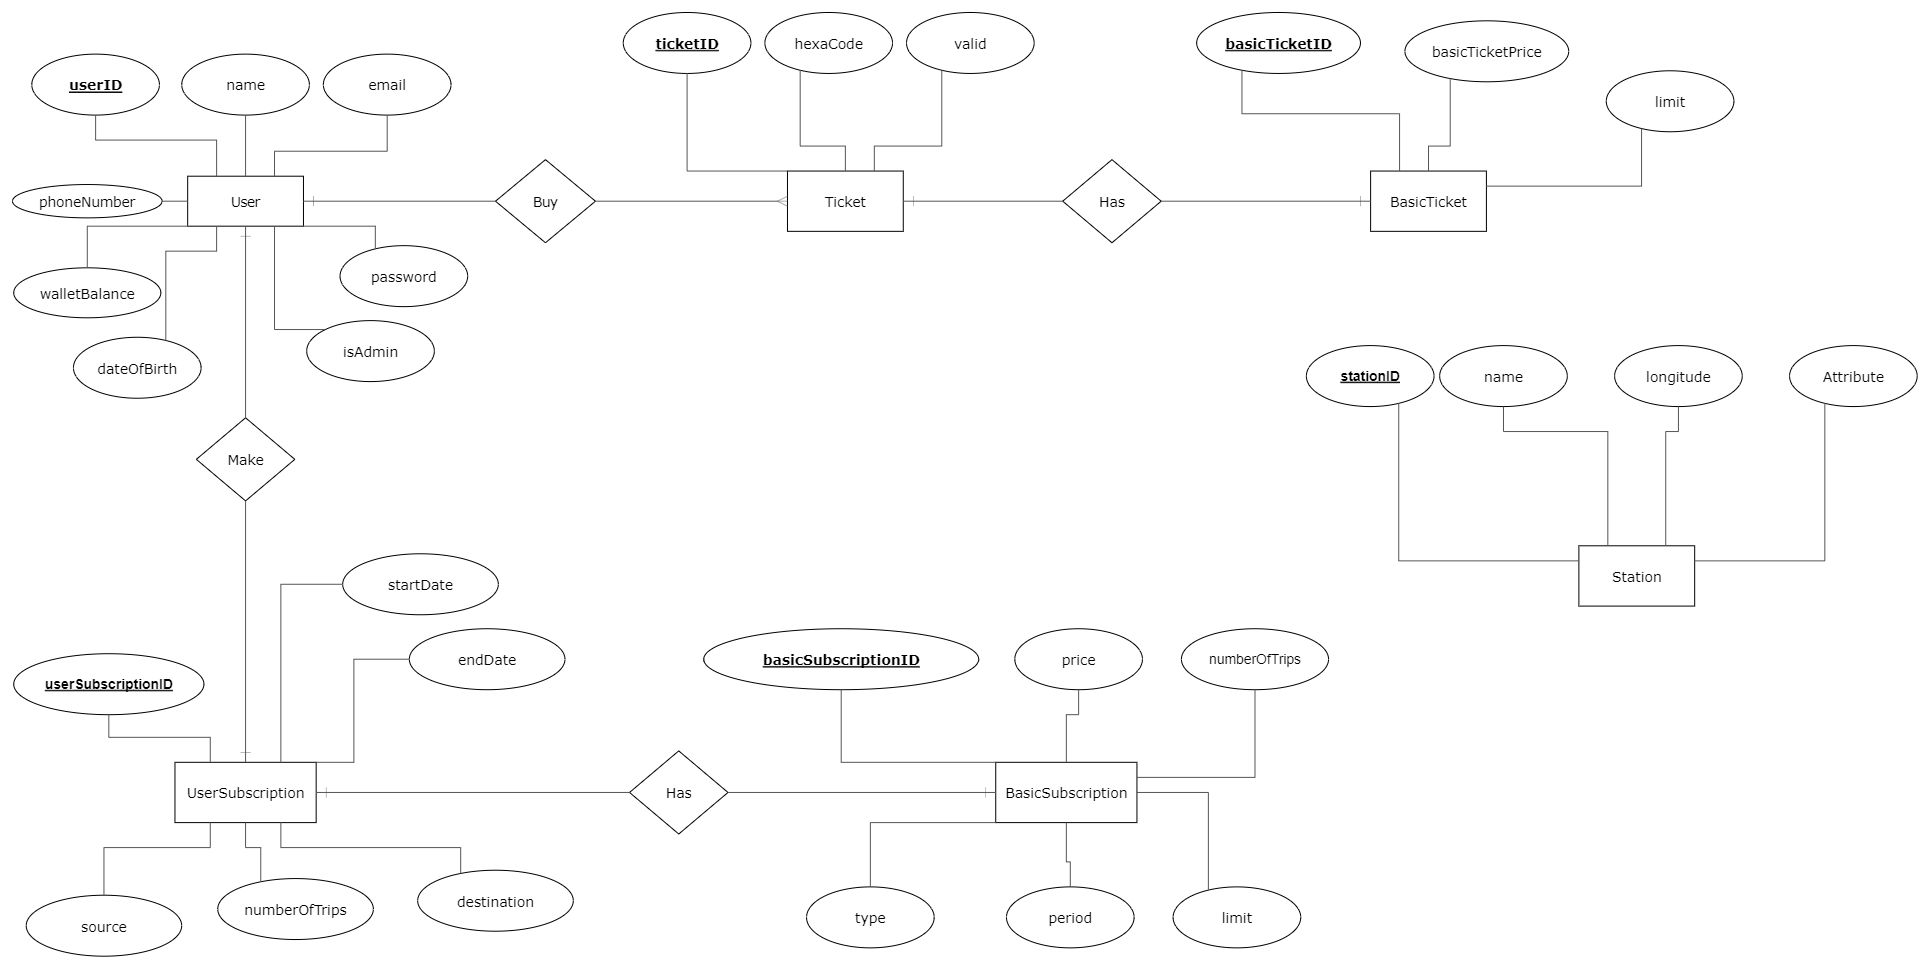 ticketID
hexaCode
valid
basicTicketID
basicTicketPrice
userID
name
email
limit
phoneNumber
User
Buy
Ticket
Has
BasicTicket
password
walletBalance
isAdmin
dateOfBirth
stationID
name
longitude
Attribute
Make
startDate
Station
endDate
basicSubscriptionID
price
numberOfTrips
userSubscriptionID
UserSubscription
Has
BasicSubscription
source
numberOfTrips
destination
type
period
limit